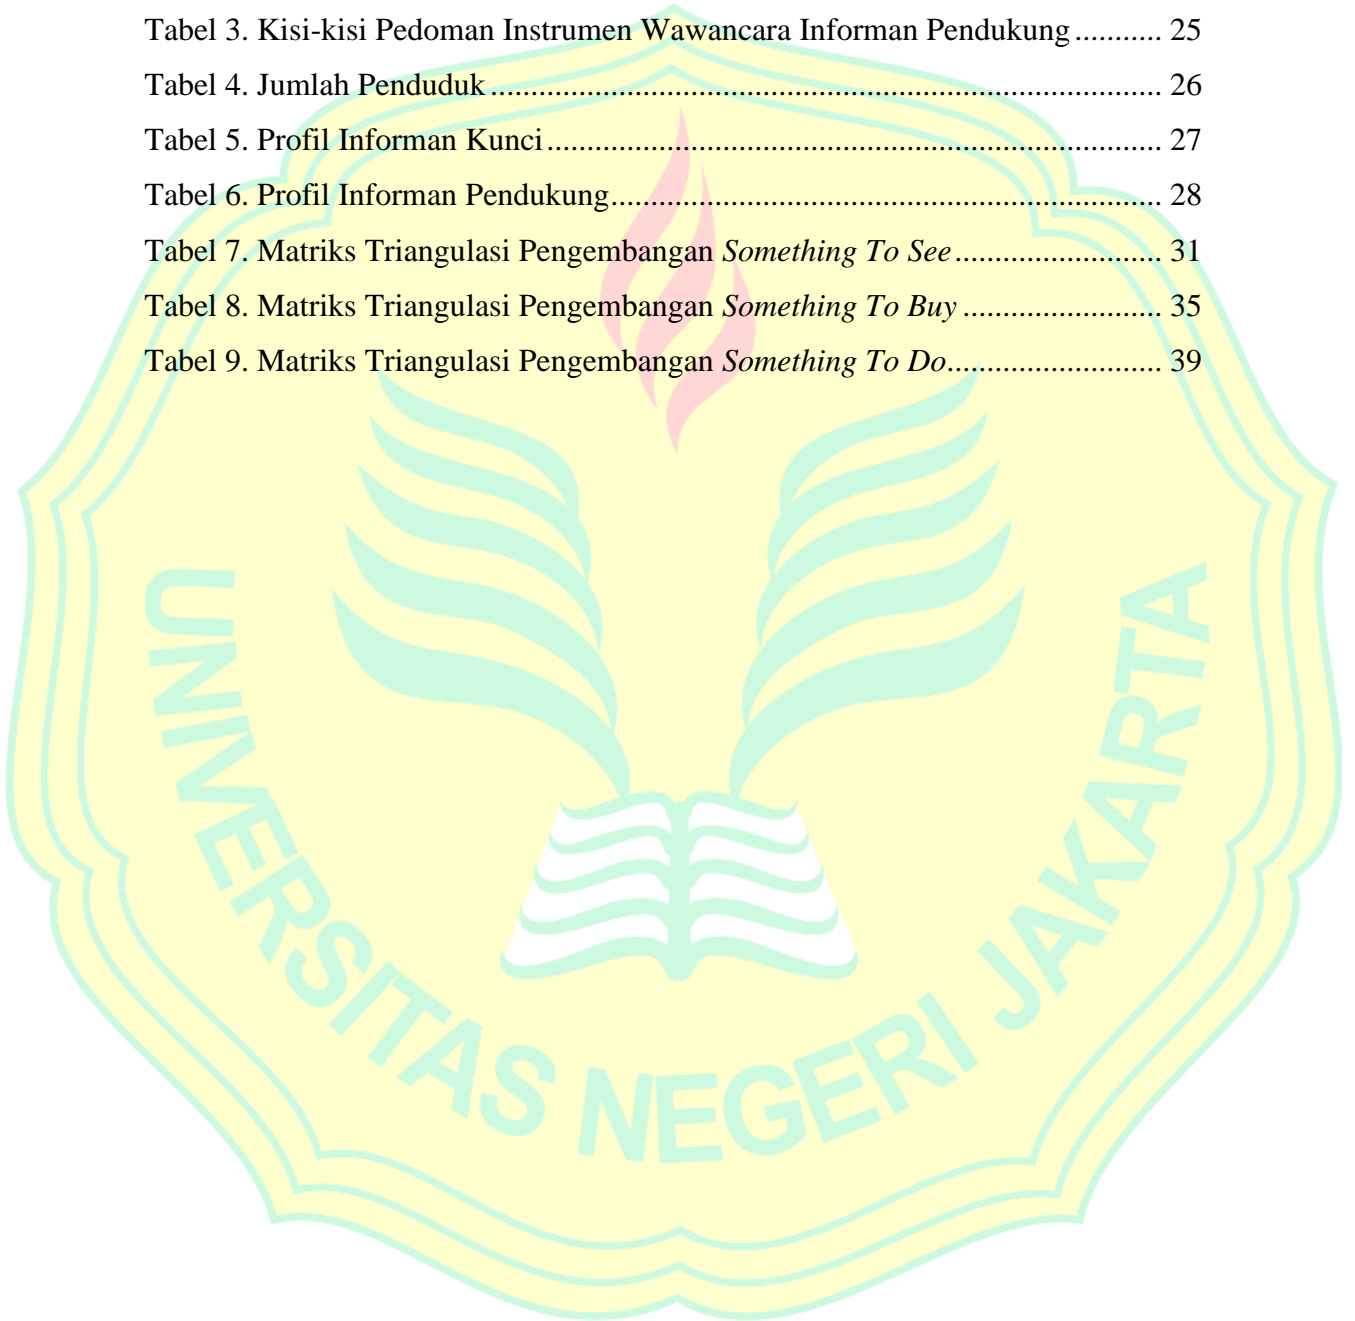 Tabel 3. Kisi-kisi Pedoman Instrumen Wawancara Informan Pendukung ........... 25
Tabel 4. Jumlah Penduduk .................................................................................... 26
Tabel 5. Profil Informan Kunci ............................................................................. 27
Tabel 6. Profil Informan Pendukung ..................................................................... 28
Tabel 7. Matriks Triangulasi Pengembangan Something To See .......................... 31
Tabel 8. Matriks Triangulasi Pengembangan Something To Buy ......................... 35
Tabel 9. Matriks Triangulasi Pengembangan Something To Do ........................... 39
UNIVERSITAS NEGERI JAKARTA